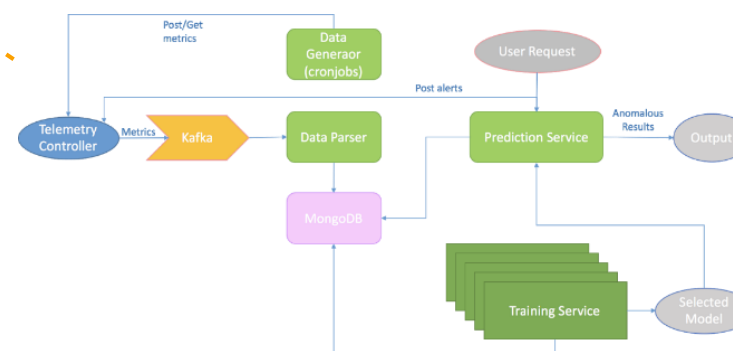 Post/Get
metrics
Data
Generaor
(cronjobs)
User Request
Post alerts
Telemetry
Controller
Metrics
Kafka
Data Parser
Prediction Service
Anomalous
Results
Output
MongoDB
Training Service
Selected
Model